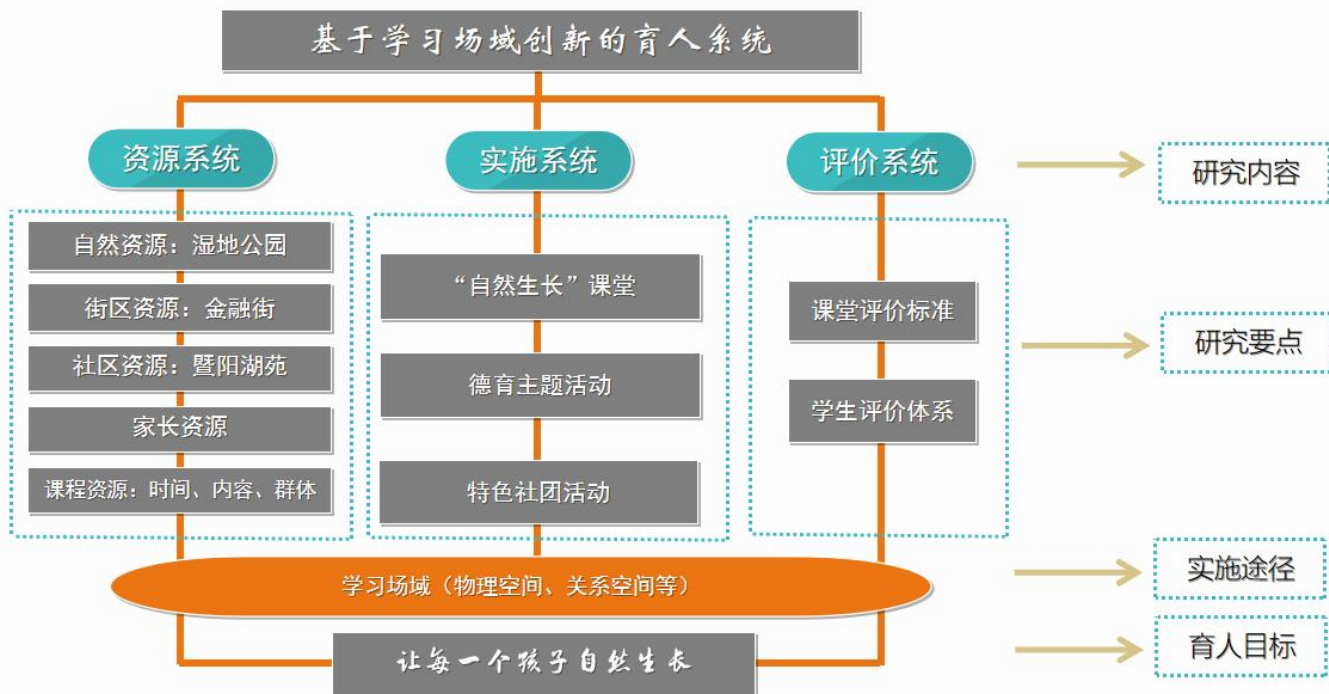 基于学习场域创新的育人系统
资源系统
实施系统
评价系统
研究内容
自然资源：湿地公园
街区资源：金融街
社区资源：暨阳湖苑
家长资源
课程资源：时间、内容、群体
“自然生长”课堂
德育主题活动
特色社团活动
课堂评价标准
学生评价体系
研究要点
学习场域（物理空间、关系空间等）
实施途径
让每一个孩子自然生长
育人目标